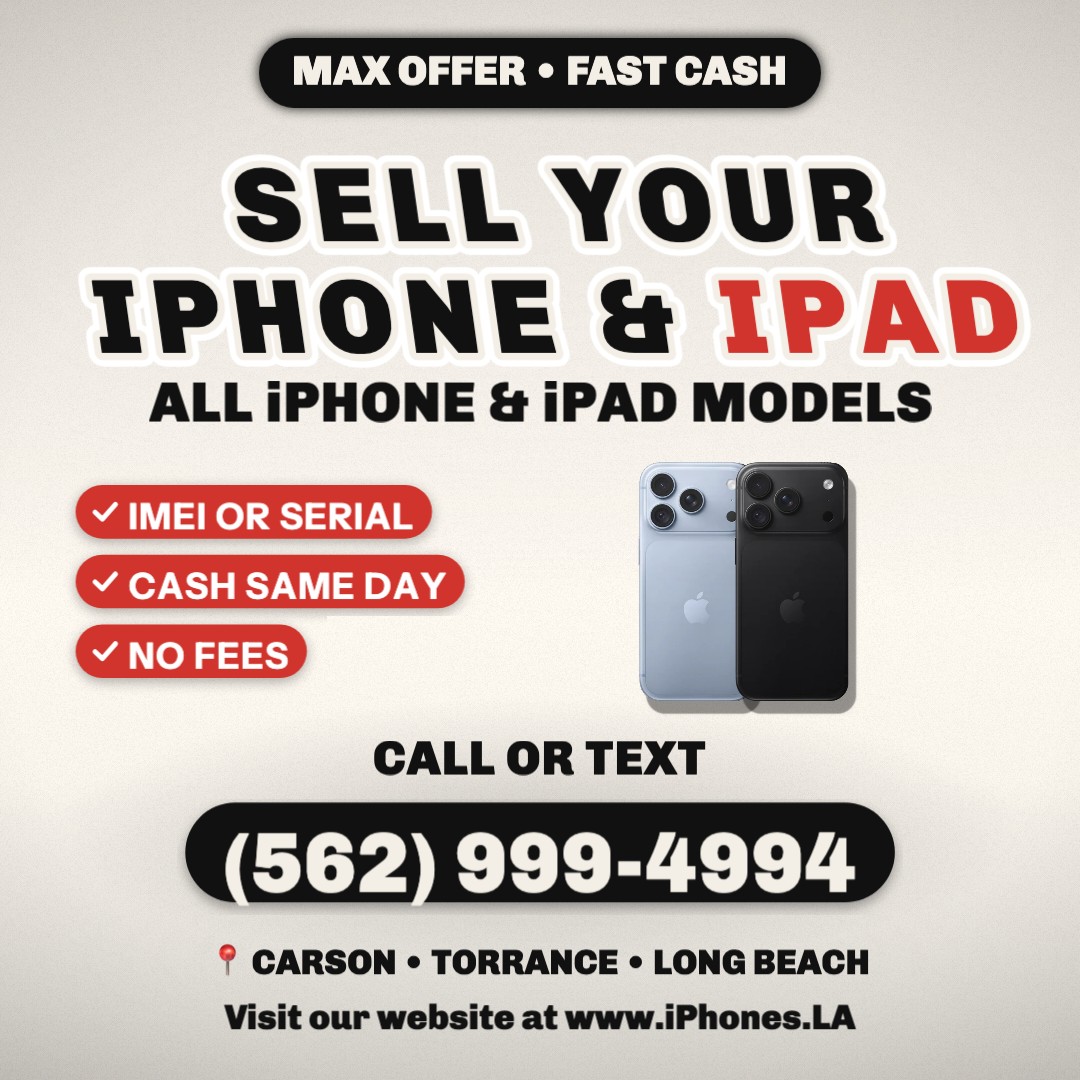 MAX OFFER • FAST CASH
SELL YOUR
IPHONE & IPAD
ALL iPHONE & iPAD MODELS
✓ IMEI OR SERIAL
✓ CASH SAME DAY
✓ NO FEES
CALL OR TEXT
(562) 999-4994
📍 CARSON • TORRANCE • LONG BEACH
Visit our website at www.iPhones.LA